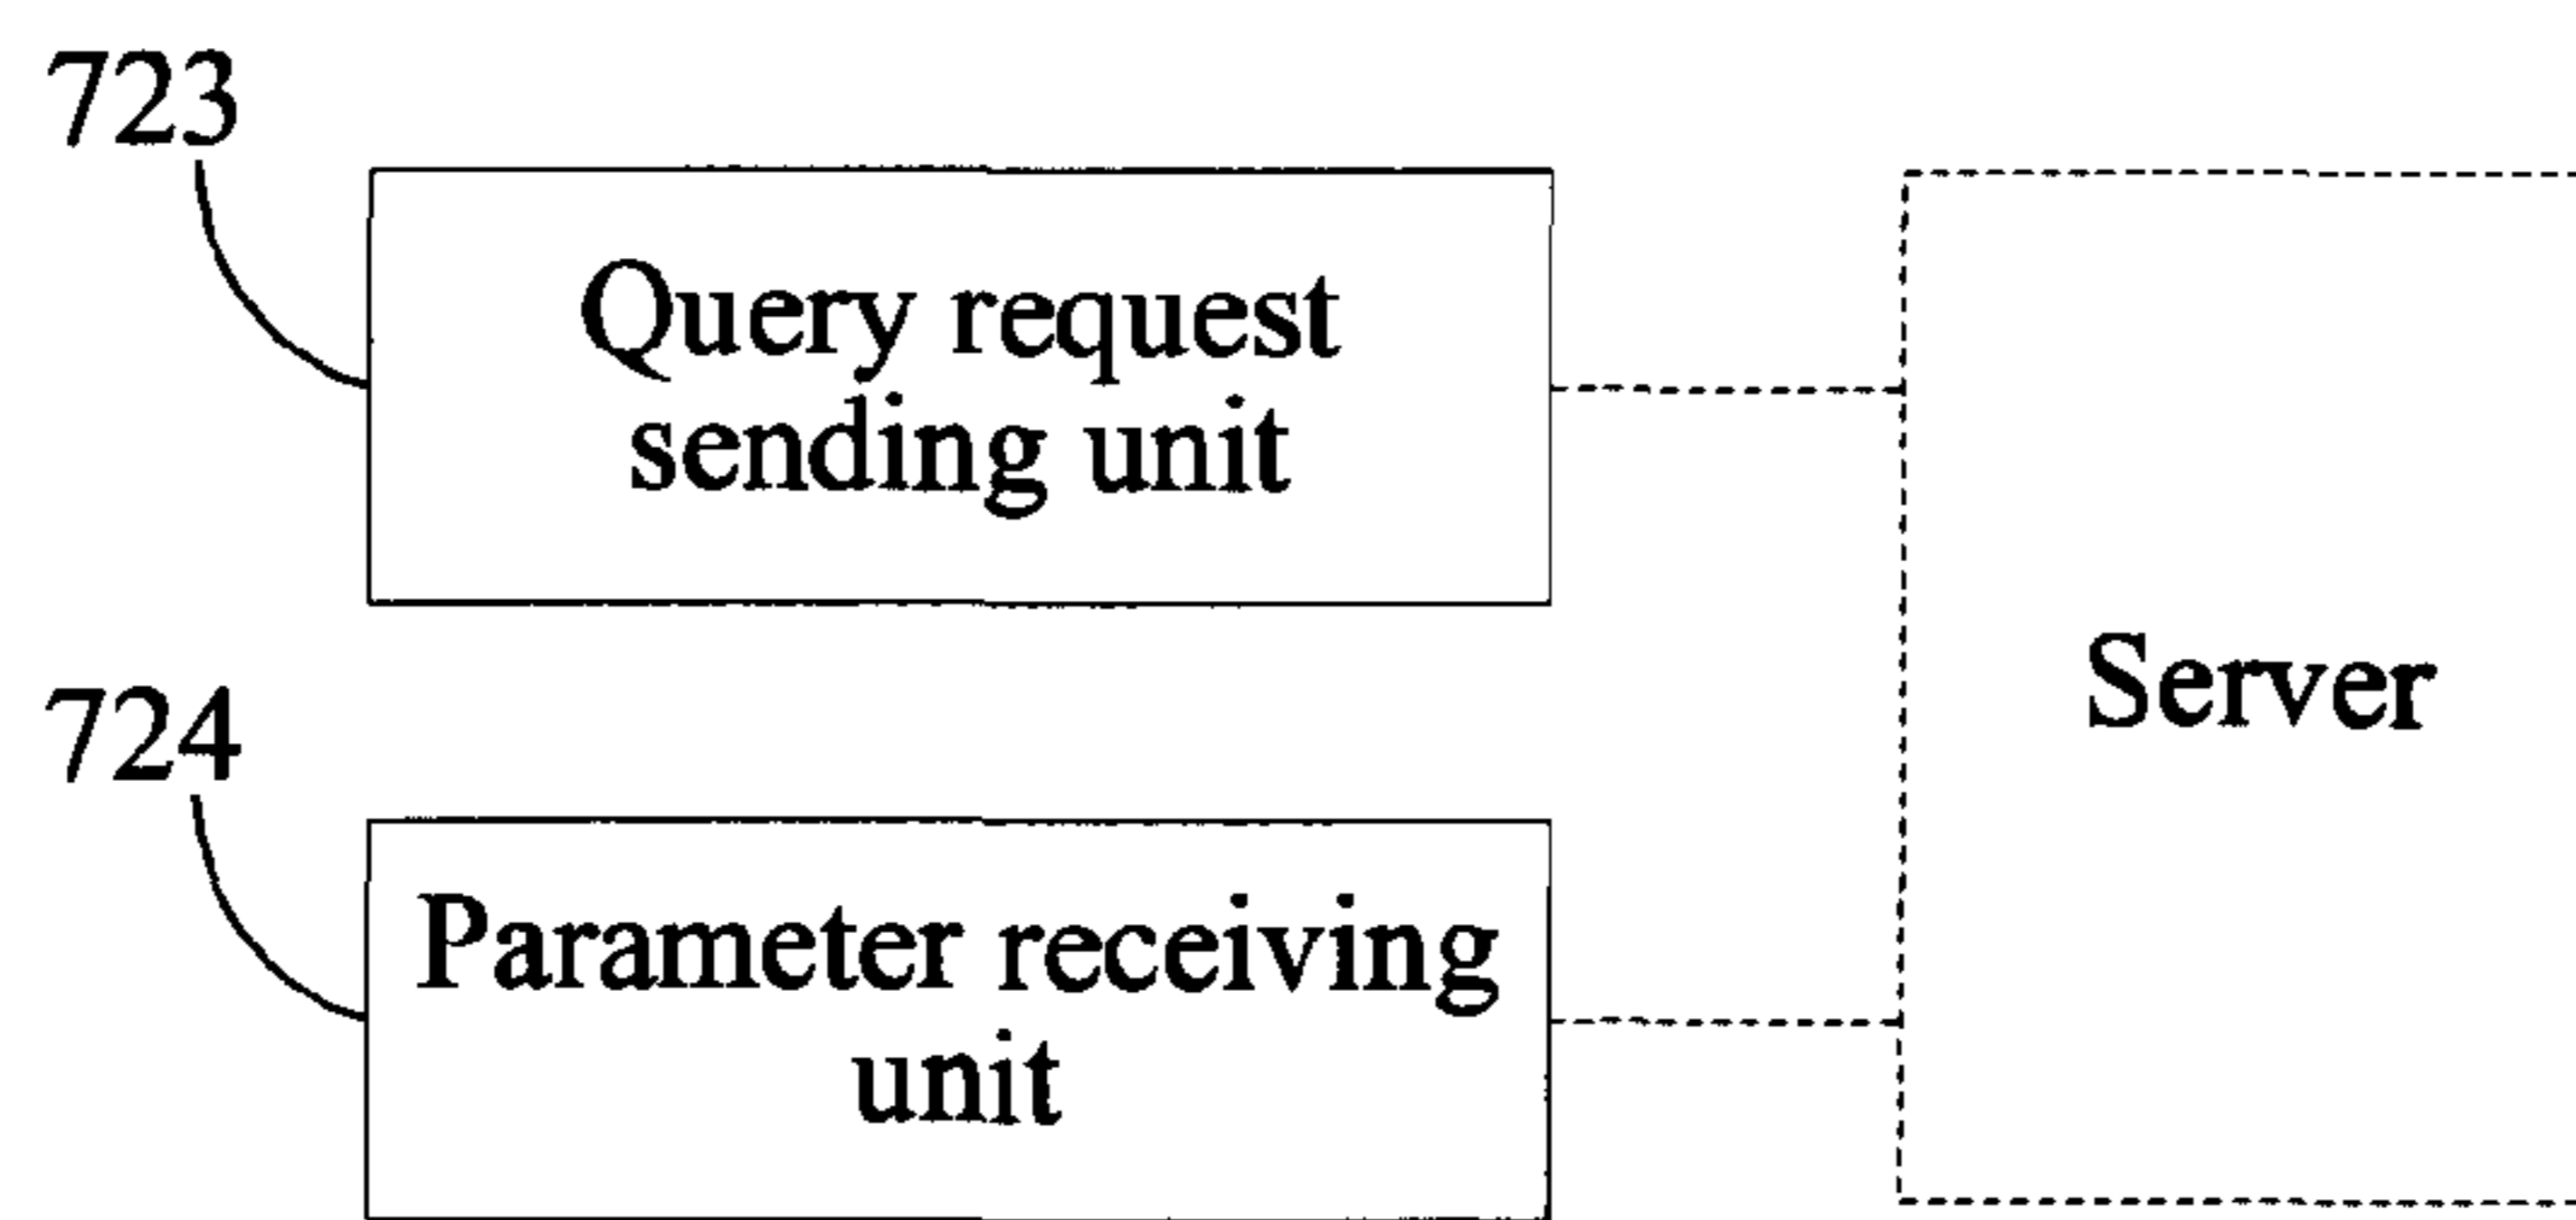 723
Query request
sending unit
Server
724
Parameter receiving
unit